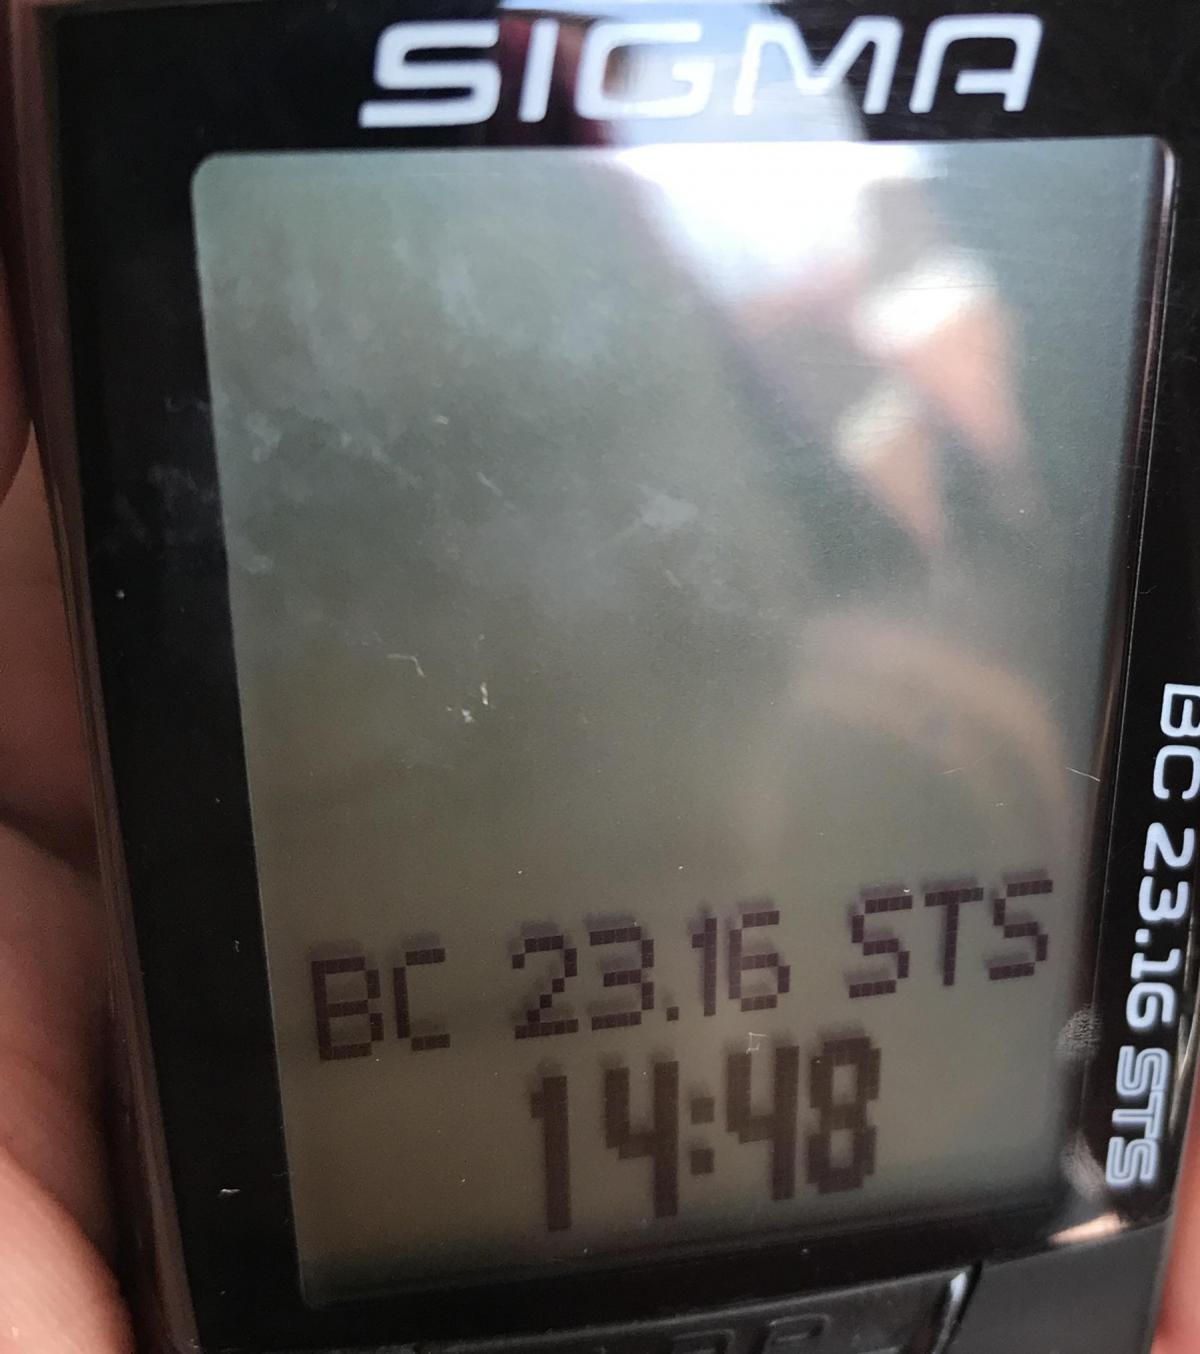 SIGMA
BC 23.16 STS
14:48
BC 23.16 STS